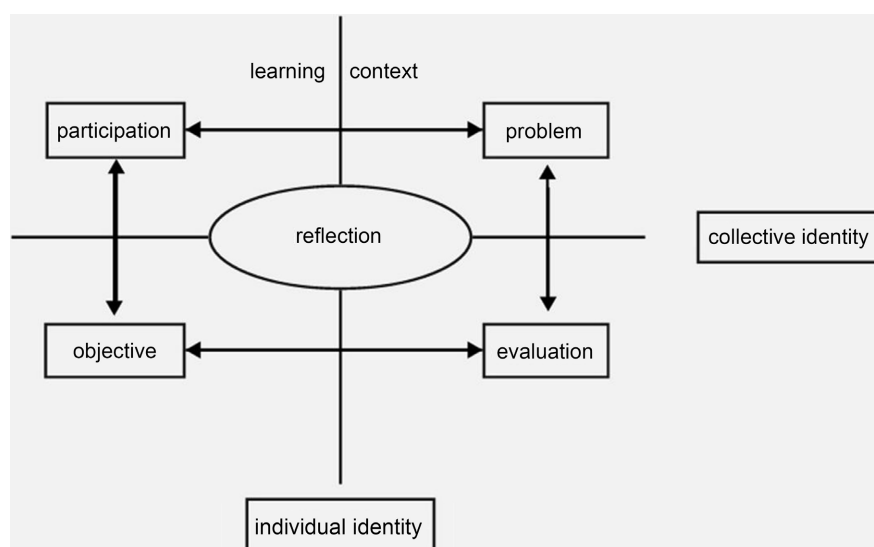 learning context
participation
problem
reflection
collective identity
objective
evaluation
individual identity